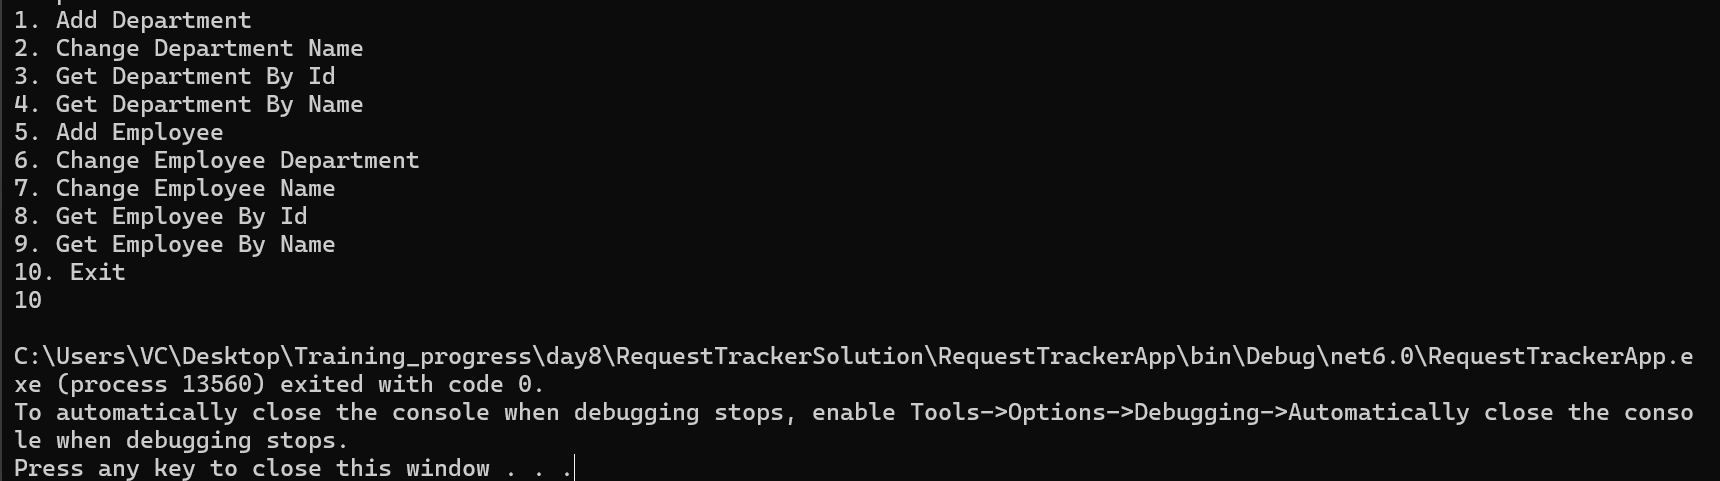 1. Add Department
2. Change Department Name
3. Get Department By Id
4. Get Department By Name
5. Add Employee
6. Change Employee Department
7. Change Employee Name
8. Get Employee By Id
9. Get Employee By Name
10. Exit
10
C:\Users\VC\Desktop\Training_progress\day8\RequestTrackerSolution\RequestTrackerApp\bin\Debug\net6.0\RequestTrackerApp.e
xe (process 13560) exited with code 0.
To automatically close the console when debugging stops, enable Tools->Options->Debugging->Automatically close the conso
le when debugging stops.
Press any key to close this window . . .